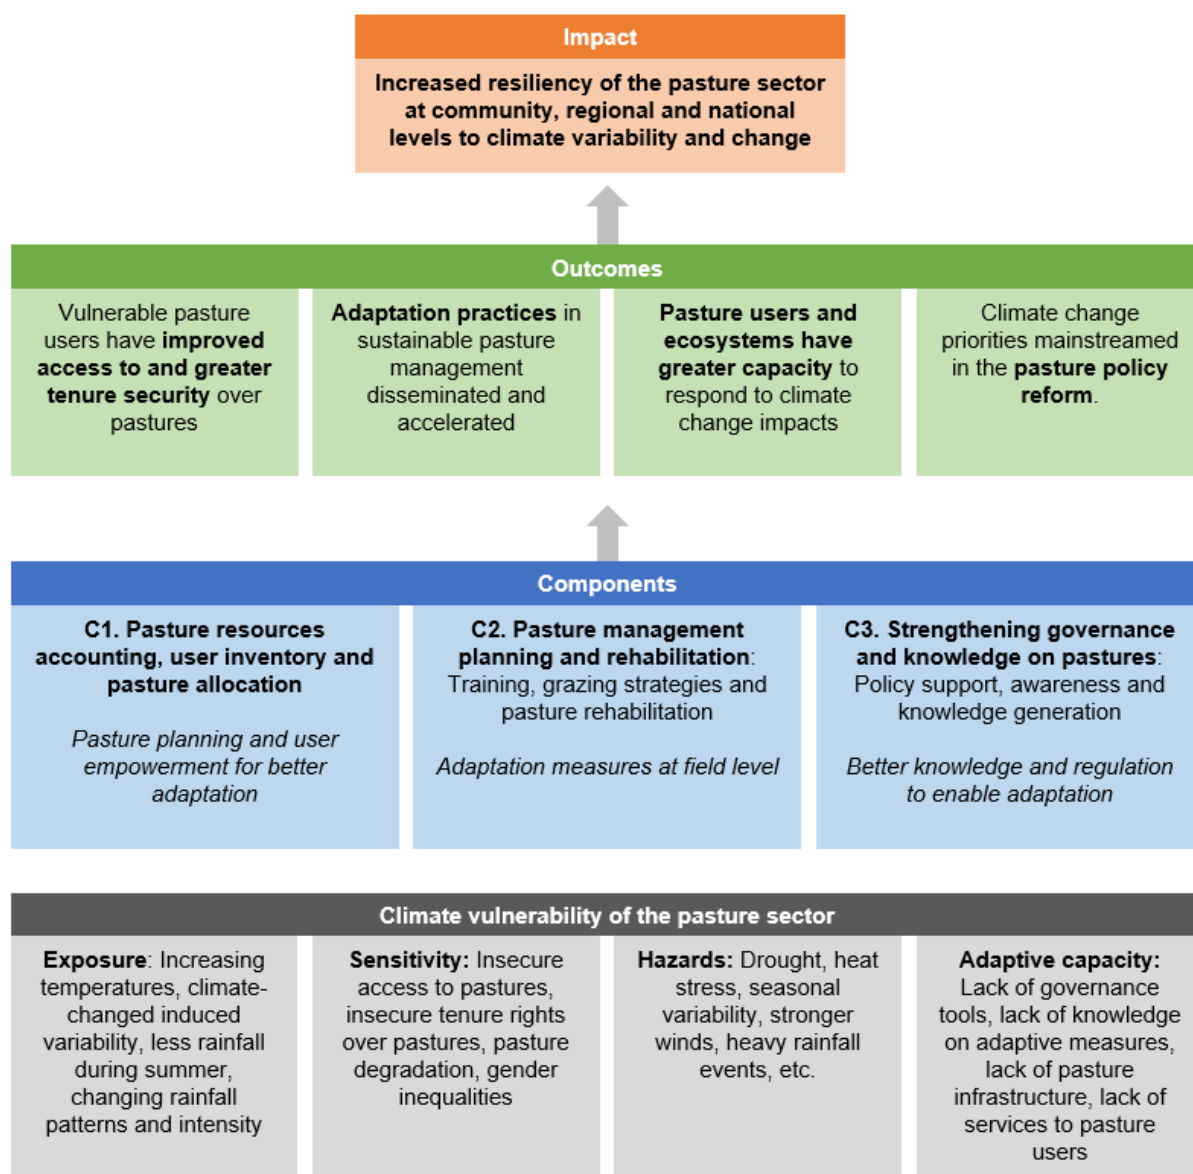 Impact
Increased resiliency of the pasture sector
at community, regional and national
levels to climate variability and change
Outcomes
Vulnerable pasture
users have improved
access to and greater
tenure security over
pastures
Adaptation practices in
sustainable pasture
management
disseminated and
accelerated
Pasture users and
ecosystems have
greater capacity to
respond to climate
change impacts
Climate change
priorities mainstreamed
in the pasture policy
reform.
Components
C1. Pasture resources
accounting, user inventory and
pasture allocation
Pasture planning and user
empowerment for better
adaptation
C2. Pasture management
planning and rehabilitation:
Training, grazing strategies and
pasture rehabilitation
Adaptation measures at field level
C3. Strengthening governance
and knowledge on pastures:
Policy support, awareness and
knowledge generation
Better knowledge and regulation
to enable adaptation
Climate vulnerability of the pasture sector
Exposure: Increasing
temperatures, climate-
changed induced
variability, less rainfall
during summer,
changing rainfall
patterns and intensity
Sensitivity: Insecure
access to pastures,
insecure tenure rights
over pastures, pasture
degradation, gender
inequalities
Hazards: Drought, heat
stress, seasonal
variability, stronger
winds, heavy rainfall
events, etc.
Adaptive capacity:
Lack of governance
tools, lack of knowledge
on adaptive measures,
lack of pasture
infrastructure, lack of
services to pasture
users